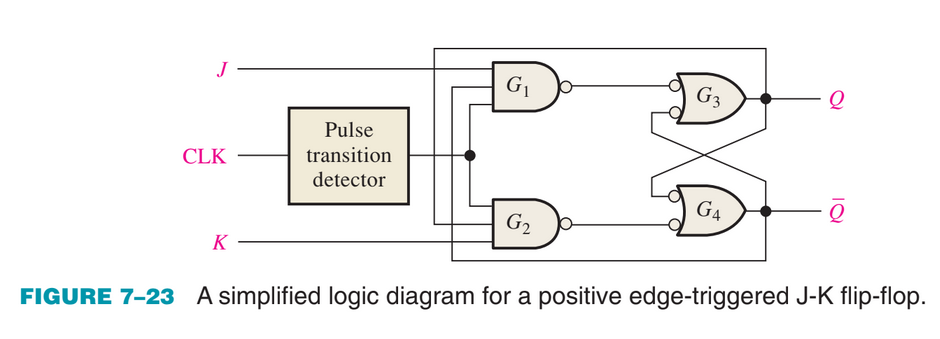 J
G1
G3
Q
Pulse
transition
detector
CLK
G2
G4
Q̅
K
FIGURE 7–23 A simplified logic diagram for a positive edge-triggered J-K flip-flop.